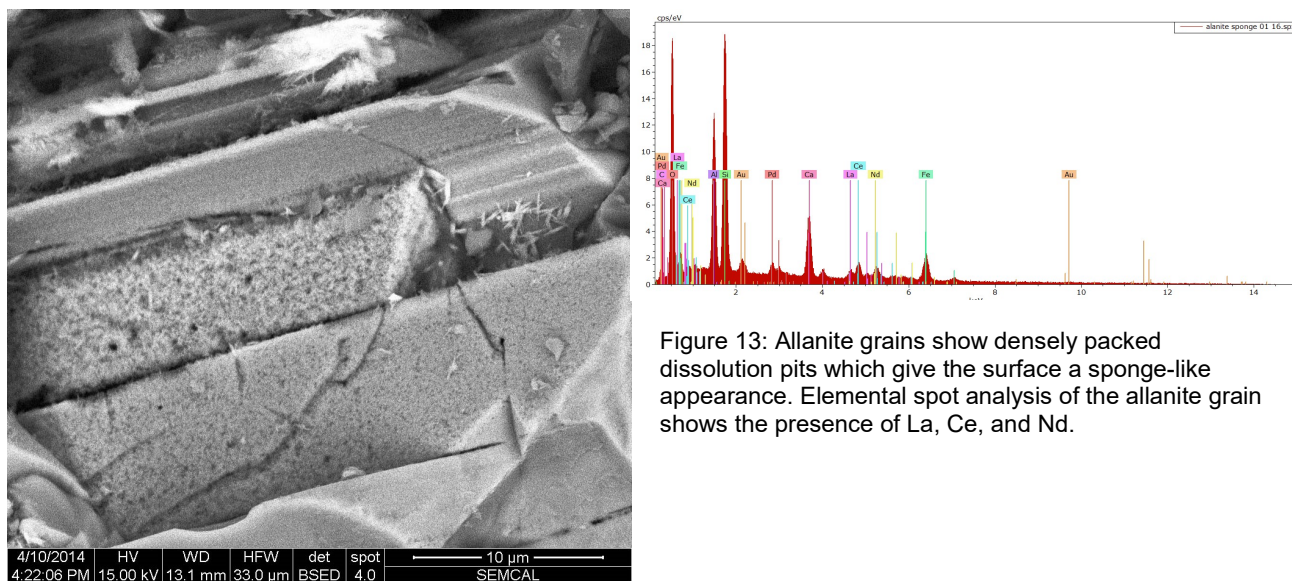 cps/eV
alanite sponge 01 16.sp
18
16
14
12
10
8
6
4
2
0
Au La
Pd Fe
C O
Ca
Nd
Ce
Al Si Au Pd Ca La Ce Nd Fe Au
2 4 6 8 10 12 14
Figure 13: Allanite grains show densely packed
dissolution pits which give the surface a sponge-like
appearance. Elemental spot analysis of the allanite grain
shows the presence of La, Ce, and Nd.
4/10/2014 HV WD HFW det spot 10 µm
4:22:06 PM 15.00 kV 13.1 mm 33.0 µm BSED 4.0 SEMCAL